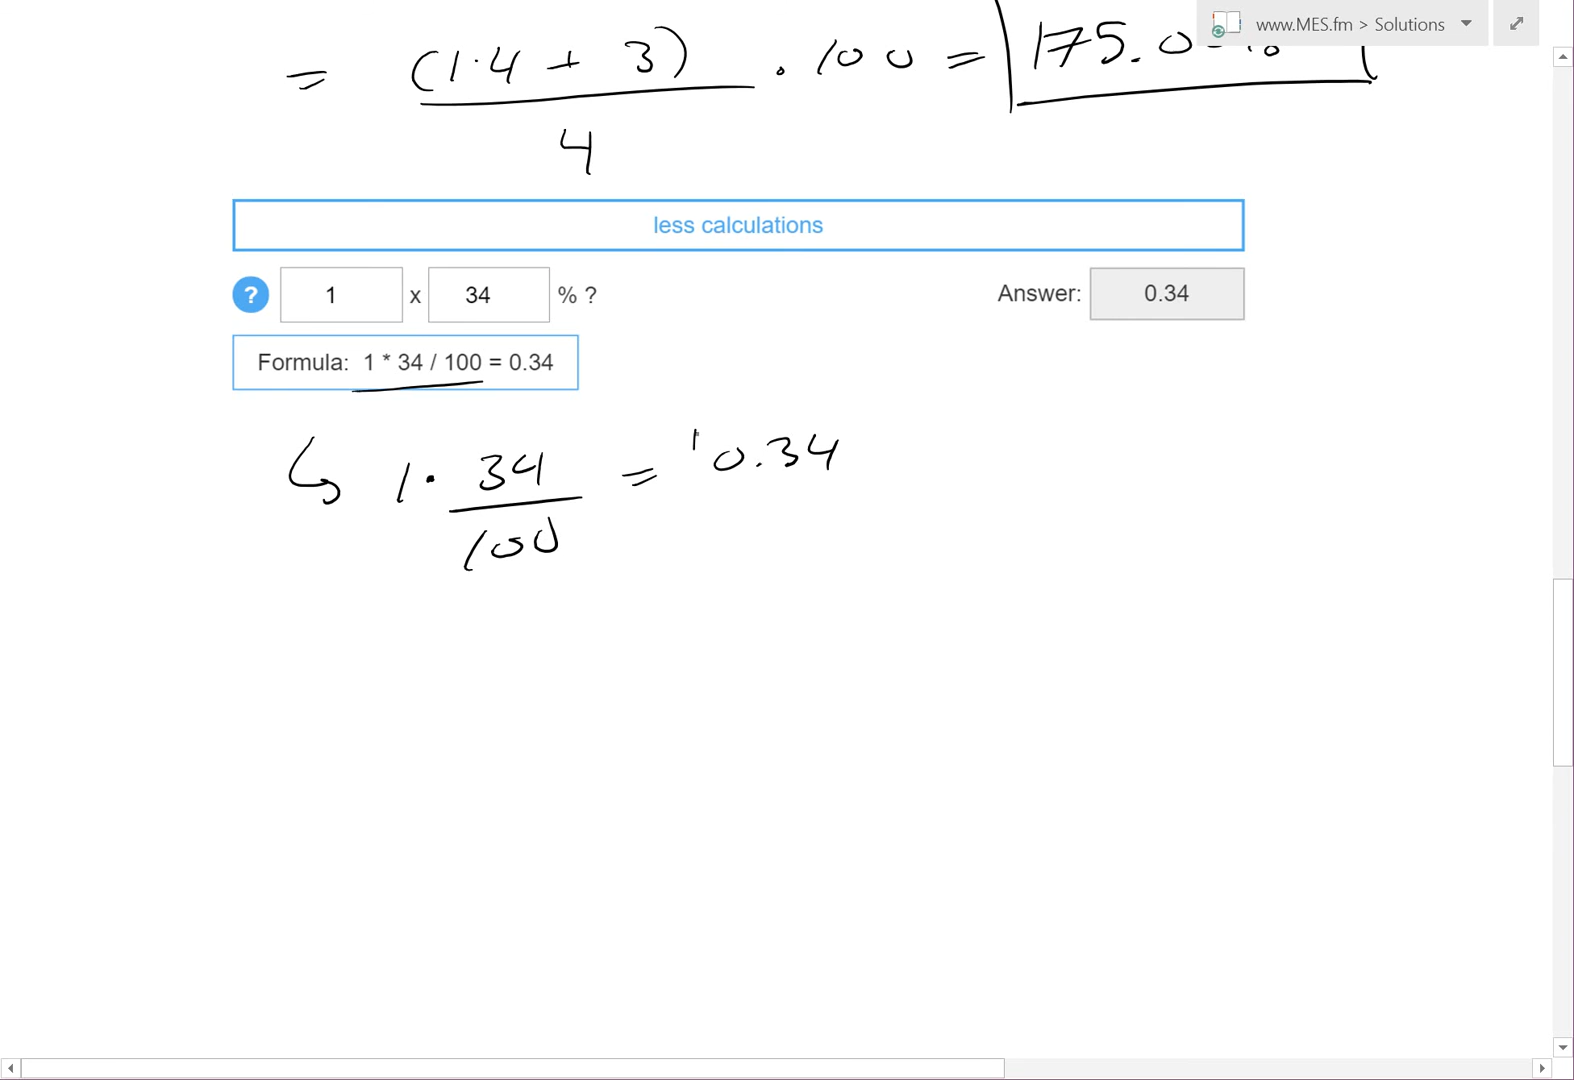 www.MES.fm > Solutions
= (1·4 + 3) · 100 =
4
less calculations
? 1 x 34 % ? Answer: 0.34
Formula: 1 * 34 / 100 = 0.34
↳ 1 · 34 = 0.34
100